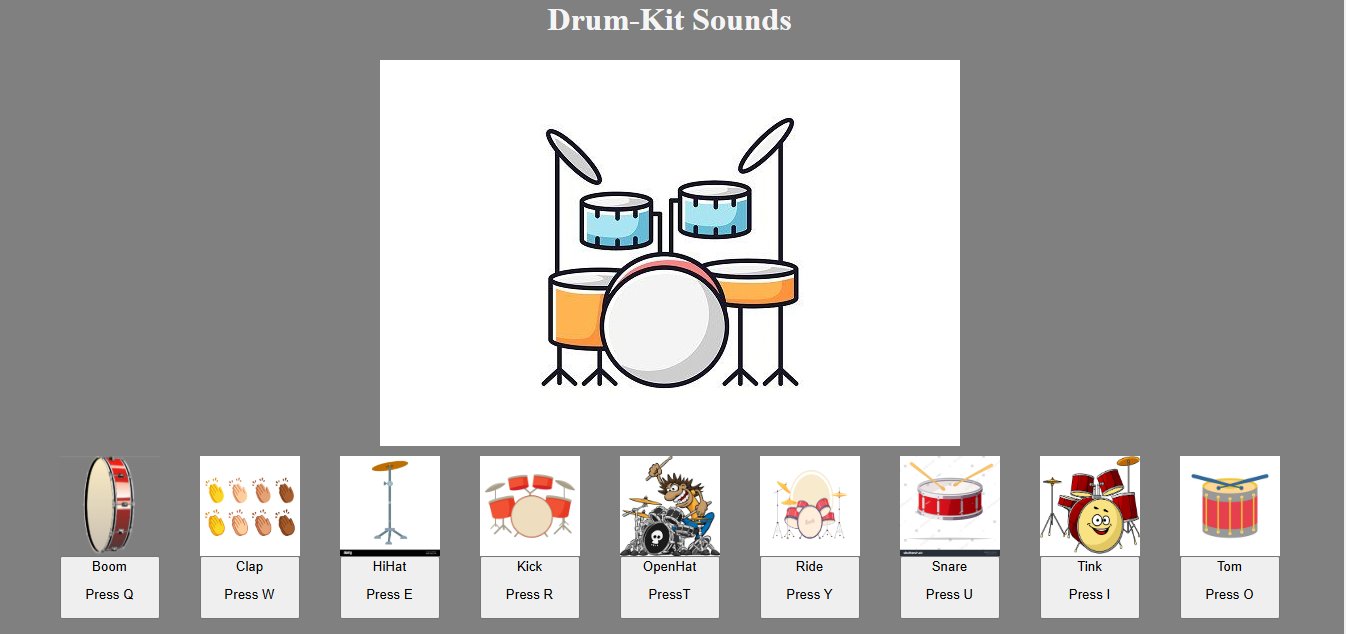 Drum-Kit Sounds
Boom
Press Q
Clap
Press W
HiHat
Press E
Kick
Press R
OpenHat
PressT
Ride
Press Y
Snare
Press U
Tink
Press I
Tom
Press O